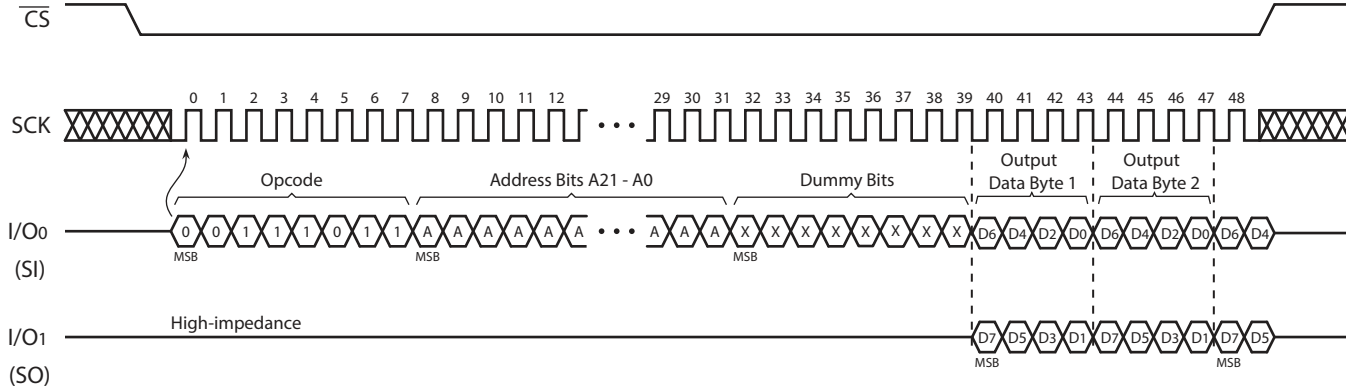 CS
0 1 2 3 4 5 6 7 8 9 10 11 12 29 30 31 32 33 34 35 36 37 38 39 40 41 42 43 44 45 46 47 48
SCK
Output Data Byte 1
Output Data Byte 2
Opcode
Address Bits A21 - A0
Dummy Bits
I/O0
(SI)
0 0 1 1 1 0 1 1 A A A A A A A A A X X X X X X X X D6 D4 D2 D0 D6 D4 D2 D0 D6 D4
MSB MSB MSB
High-impedance
I/O1
(SO)
D7 D5 D3 D1 D7 D5 D3 D1 D7 D5
MSB MSB